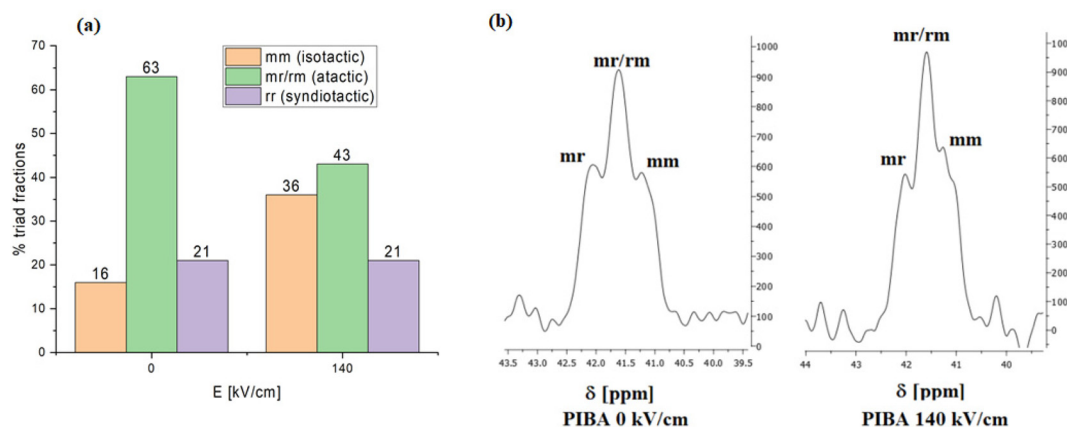 (a)
70
60
50
40
30
20
10
0
% triad fractions
mm (isotactic)
mr/rm (atactic)
rr (syndiotactic)
16
63
21
36
43
21
0
140
E [kV/cm]
(b)
mr/rm
mr
mm
1000
900
800
700
600
500
400
300
200
100
0
43.5 43.0 42.5 42.0 41.5 41.0 40.5 40.0 39.5
δ [ppm]
PIBA 0 kV/cm
mr/rm
mm
mr
1000
900
800
700
600
500
400
300
200
100
0
44 43 42 41 40
δ [ppm]
PIBA 140 kV/cm